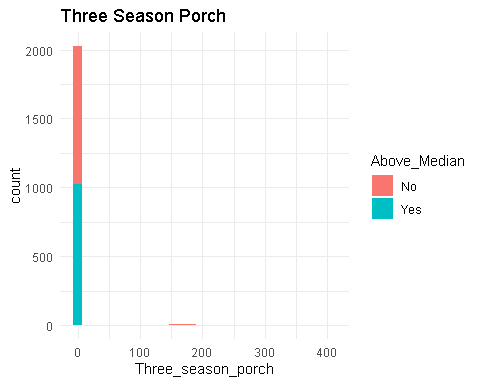 Three Season Porch
2000
1500
1000
500
0
count
0 100 200 300 400
Three_season_porch
Above_Median
No
Yes